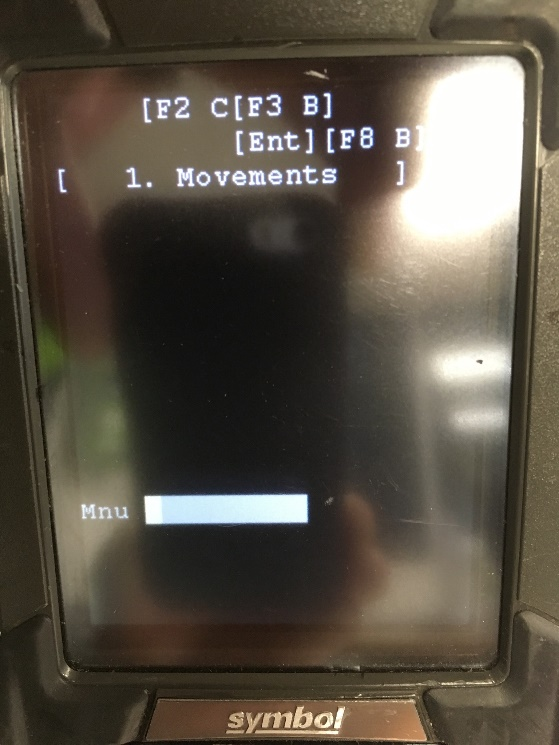 [F2 C[F3 B]
[Ent][F8 B]
[ 1. Movements ]
Mnu
symbol